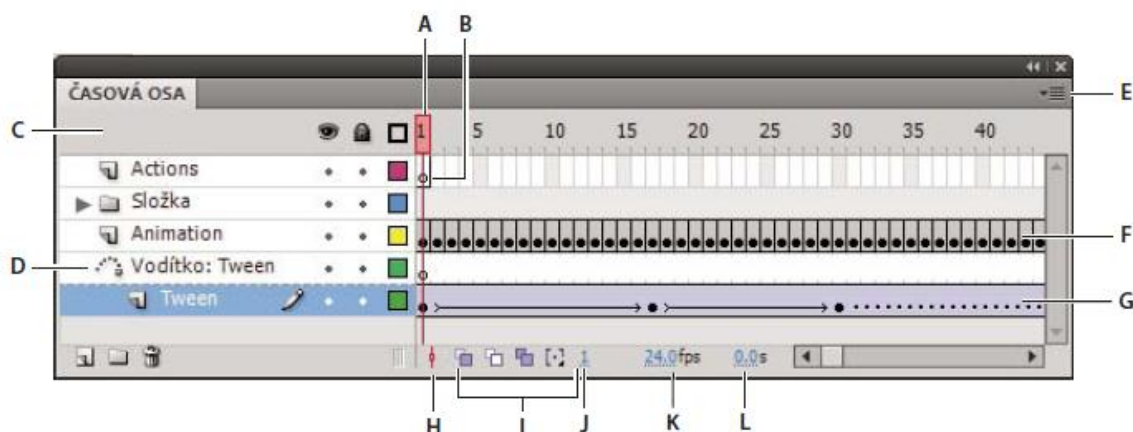 A B
ČASOVÁ OSA
E
C 1 5 10 15 20 25 30 35 40
Actions
Složka
Animation F
D Vodítko: Tween
Tween G
1 24.0fps 0.0s
H I J K L